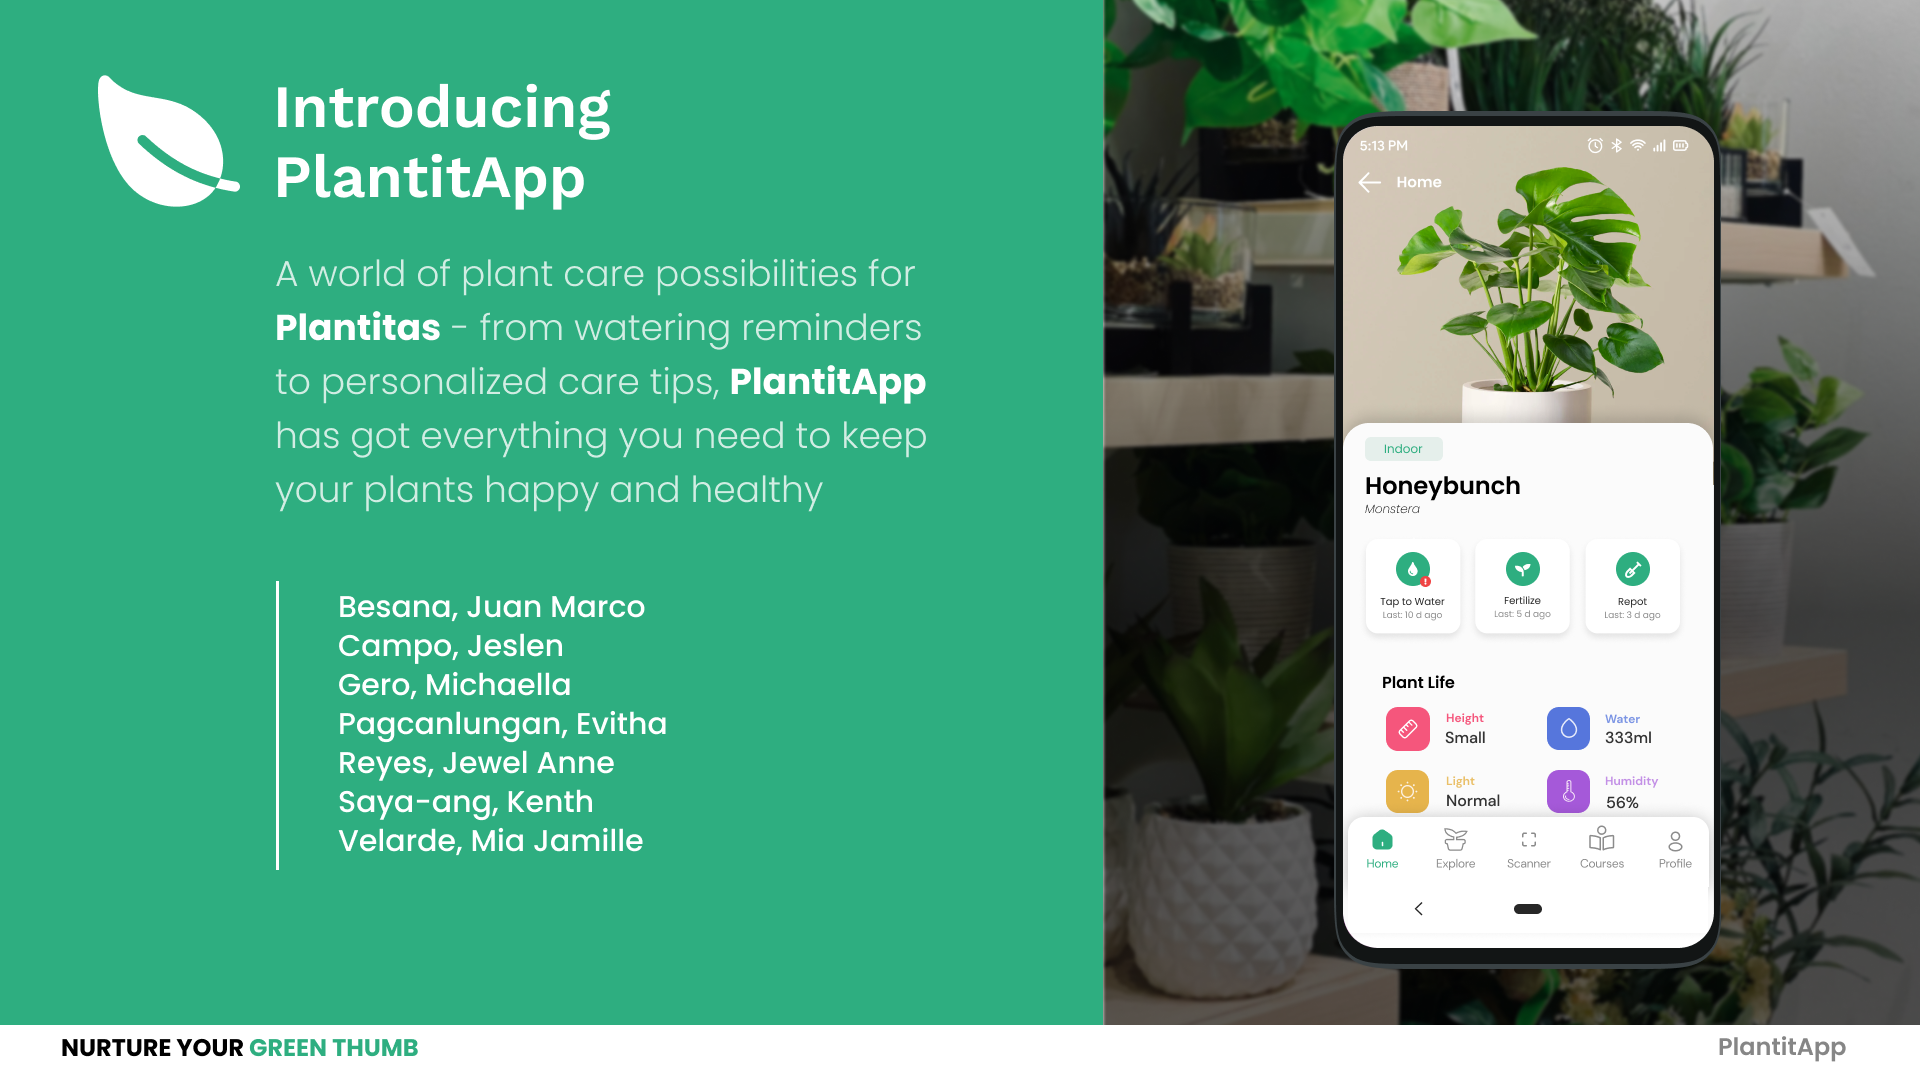 Introducing
PlantitApp
A world of plant care possibilities for
Plantitas - from watering reminders
to personalized care tips, PlantitApp
has got everything you need to keep
your plants happy and healthy
Besana, Juan Marco
Campo, Jeslen
Gero, Michaella
Pagcanlungan, Evitha
Reyes, Jewel Anne
Saya-ang, Kenth
Velarde, Mia Jamille
5:13 PM
Home
Indoor
Honeybunch
Monstera
Tap to Water
Last: 10 d ago
Fertilize
Last: 5 d ago
Repot
Last: 3 d ago
Plant Life
Height
Small
Water
333ml
Light
Normal
Humidity
56%
Home
Explore
Scanner
Courses
Profile
NURTURE YOUR GREEN THUMB
PlantitApp